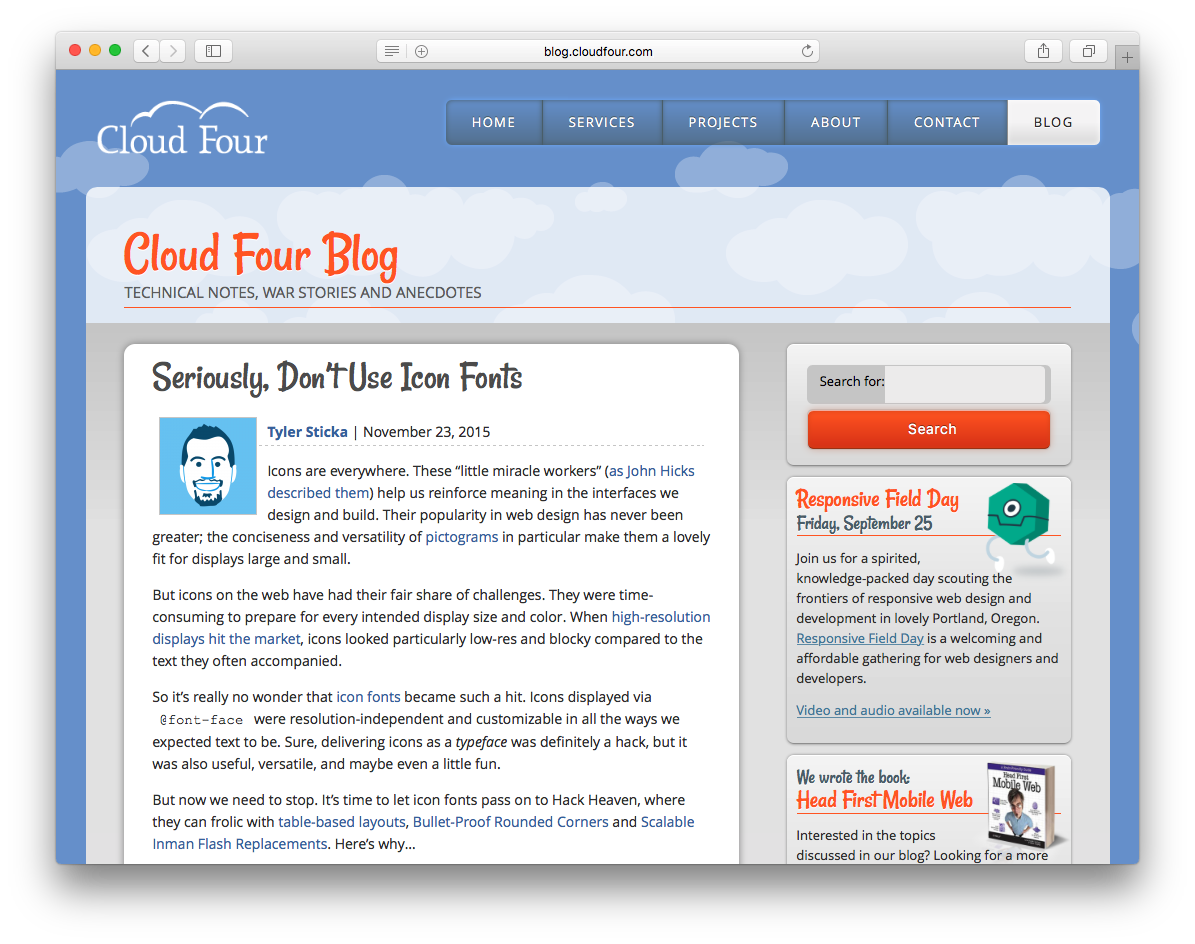 blog.cloudfour.com
Cloud Four
HOME SERVICES PROJECTS ABOUT CONTACT BLOG
Cloud Four Blog
TECHNICAL NOTES, WAR STORIES AND ANECDOTES
Seriously, Don't Use Icon Fonts
Tyler Sticka | November 23, 2015
Icons are everywhere. These “little miracle workers” (as John Hicks
described them) help us reinforce meaning in the interfaces we
design and build. Their popularity in web design has never been
greater; the conciseness and versatility of pictograms in particular make them a lovely
fit for displays large and small.
But icons on the web have had their fair share of challenges. They were time-
consuming to prepare for every intended display size and color. When high-resolution
displays hit the market, icons looked particularly low-res and blocky compared to the
text they often accompanied.
So it’s really no wonder that icon fonts became such a hit. Icons displayed via
@font-face were resolution-independent and customizable in all the ways we
expected text to be. Sure, delivering icons as a typeface was definitely a hack, but it
was also useful, versatile, and maybe even a little fun.
But now we need to stop. It’s time to let icon fonts pass on to Hack Heaven, where
they can frolic with table-based layouts, Bullet-Proof Rounded Corners and Scalable
Inman Flash Replacements. Here’s why…
Search for:
Search
Responsive Field Day
Friday, September 25
Join us for a spirited,
knowledge-packed day scouting the
frontiers of responsive web design and
development in lovely Portland, Oregon.
Responsive Field Day is a welcoming and
affordable gathering for web designers and
developers.
Video and audio available now »
We wrote the book:
Head First Mobile Web
Head First
Mobile Web
Interested in the topics
discussed in our blog? Looking for a more